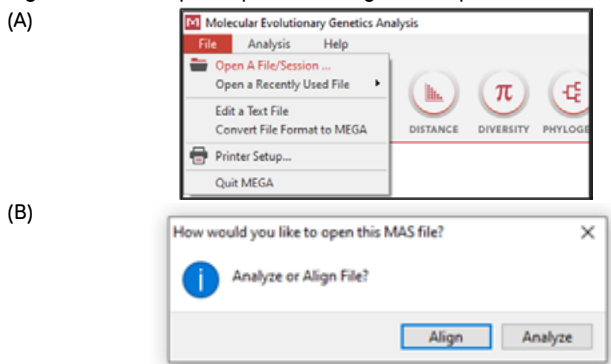 (A)
M Molecular Evolutionary Genetics Analysis
File Analysis Help
Open A File/Session ...
Open a Recently Used File
Edit a Text File
Convert File Format to MEGA
Printer Setup...
Quit MEGA
π
DISTANCE DIVERSITY PHYLOGE
(B)
How would you like to open this MAS file?
i
Analyze or Align File?
Align Analyze